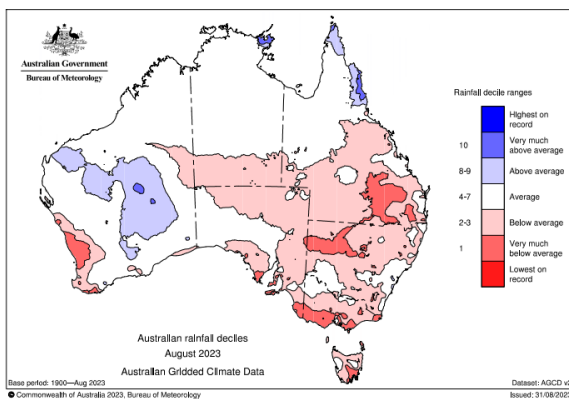 Australian Government
Bureau of Meteorology
Rainfall decile ranges
Highest on
record
10
Very much
above average
8-9
Above average
4-7
Average
2-3
Below average
1
Very much
below average
Lowest on
record
Australian rainfall deciles
August 2023
Australian Gridded Climate Data
Base period: 1900—Aug 2023
Dataset: AGCD v2
© Commonwealth of Australia 2023, Bureau of Meteorology
Issued: 31/08/2023